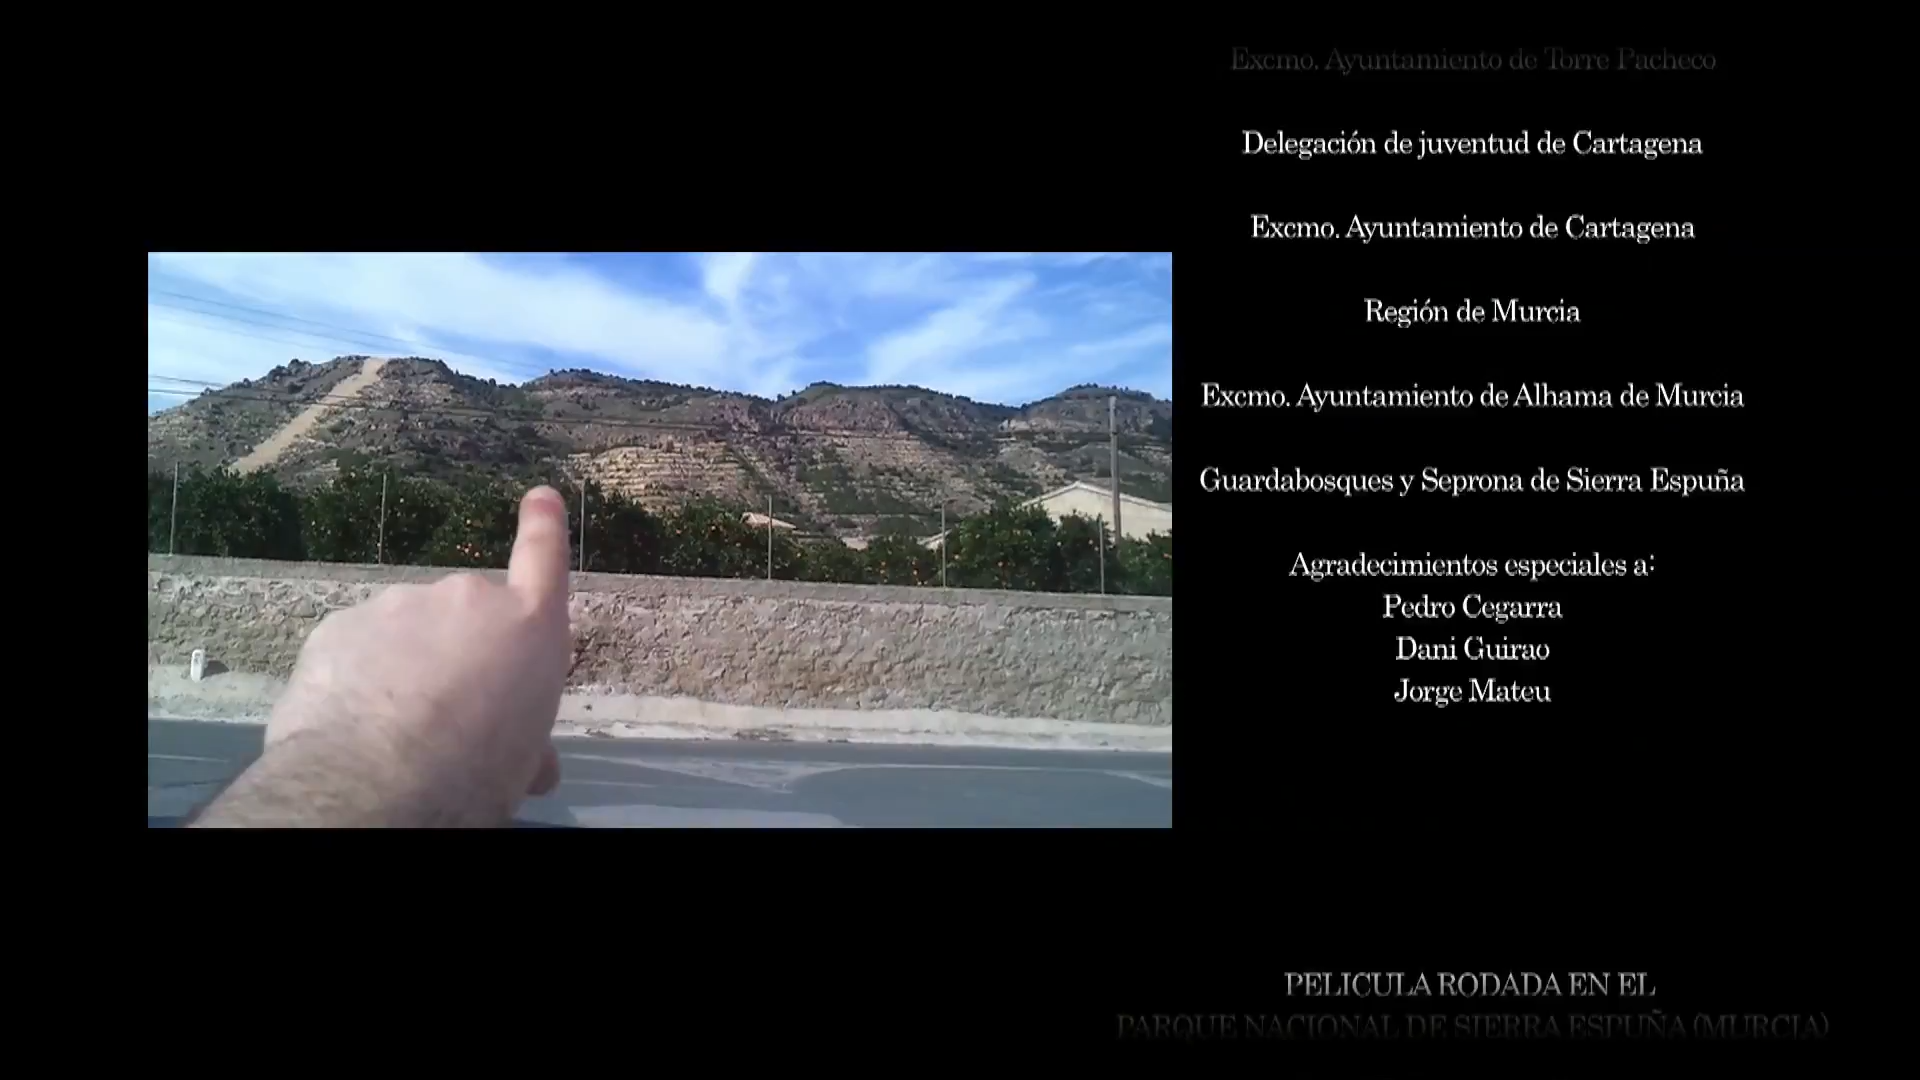 Excmo. Ayuntamiento de Torre Pacheco
Delegación de juventud de Cartagena
Excmo. Ayuntamiento de Cartagena
Región de Murcia
Excmo. Ayuntamiento de Alhama de Murcia
Guardabosques y Seprona de Sierra Espuña
Agradecimientos especiales a:
Pedro Cegarra
Dani Guirao
Jorge Mateu
PELICULA RODADA EN EL
PARQUE NACIONAL DE SIERRA ESPUÑA (MURCIA)